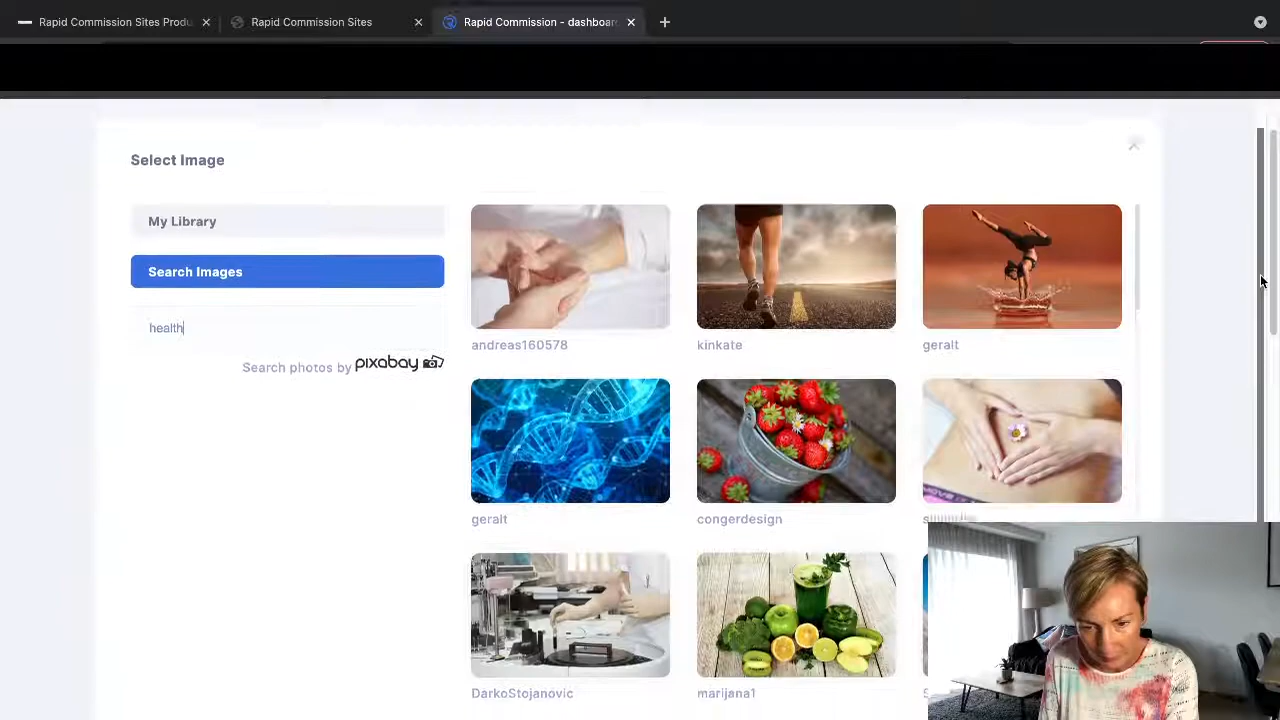 Rapid Commission Sites Produ
Rapid Commission Sites
Rapid Commission - dashboar
Select Image
My Library
Search Images
health
Search photos by pixabay
andreas160578
kinkate
geralt
geralt
congerdesign
DarkoStojanovic
marijana1